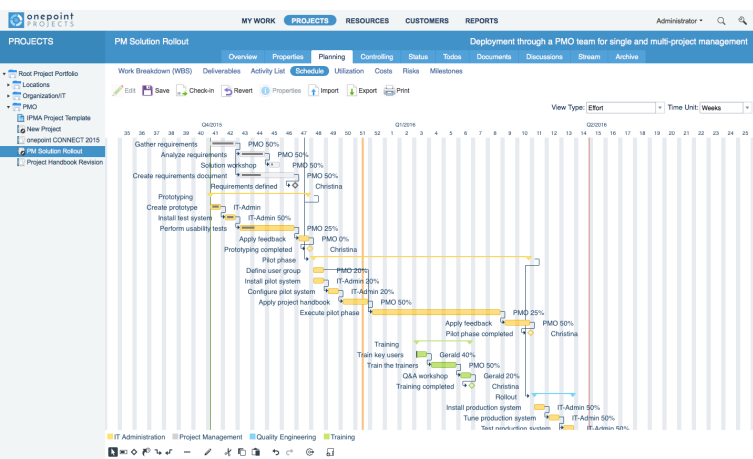 onepoint
PROJECTS
MY WORK PROJECTS RESOURCES CUSTOMERS REPORTS
Administrator
PROJECTS
PM Solution Rollout
Deployment through a PMO team for single and multi-project management
Overview Properties Planning Controlling Status Todos Documents Discussions Stream Archive
Work Breakdown (WBS) Deliverables Activity List Schedule Utilization Costs Risks Milestones
Edit Save Check-in Revert Properties Import Export Print
Root Project Portfolio
Locations
Organization/IT
PMO
IPMA Project Template
New Project
onepoint CONNECT 2015
PM Solution Rollout
Project Handbook Revision
View Type: Effort Time Unit: Weeks
Q4/2015 Q1/2016 Q2/2016
35 36 37 38 39 40 41 42 43 44 45 46 47 48 49 50 51 52 53 1 2 3 4 5 6 7 8 9 10 11 12 13 14 15 16 17 18 19 20 21 22 23 24 25
Gather requirements PMO 50%
Analyze requirements PMO 50%
Solution workshop PMO 50%
Create requirements document PMO 50%
Requirements defined Christina
Prototyping
Create prototype IT-Admin
Install test system IT-Admin 50%
Perform usability tests PMO 25%
Apply feedback PMO 0%
Prototyping completed Christina
Pilot phase
Define user group PMO 20%
Install pilot system IT-Admin 20%
Configure pilot system IT-Admin 20%
Apply project handbook PMO 50%
Execute pilot phase PMO 25%
Apply feedback PMO 50%
Pilot phase completed Christina
Training
Train key users Gerald 40%
Train the trainers PMO 50%
Q&A workshop Gerald 20%
Training completed Christina
Rollout
Install production system IT-Admin 50%
Tune production system IT-Admin 50%
Test production system IT-Admin 50%
IT Administration Project Management Quality Engineering Training